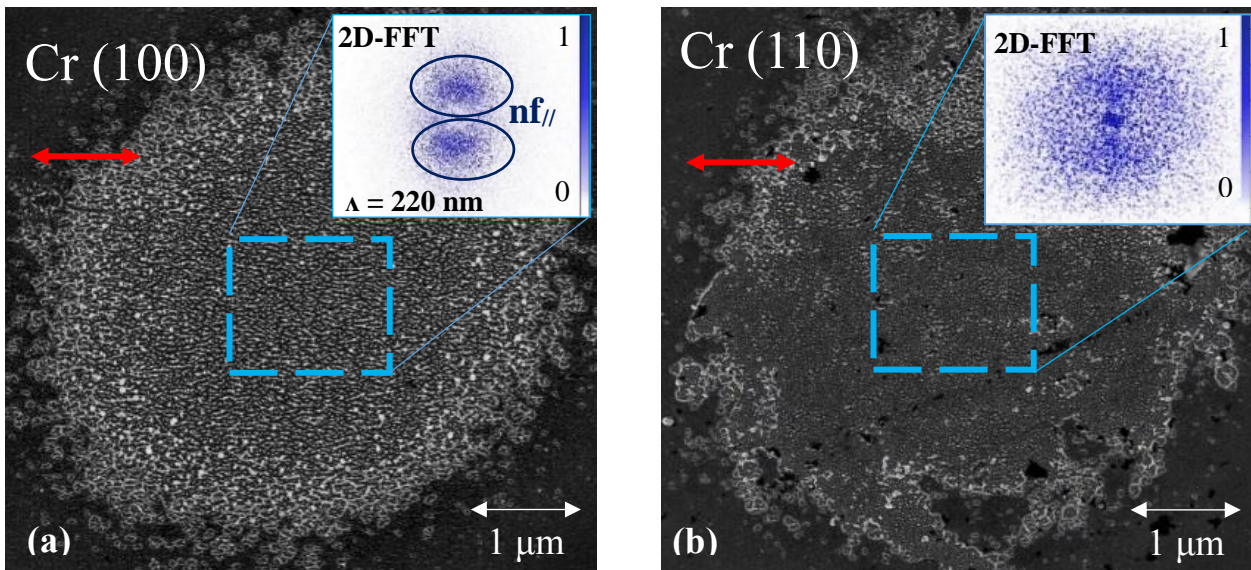 Cr (100)
2D-FFT
1
nf//
0
Λ = 220 nm
(a)
1 μm
Cr (110)
2D-FFT
1
0
(b)
1 μm